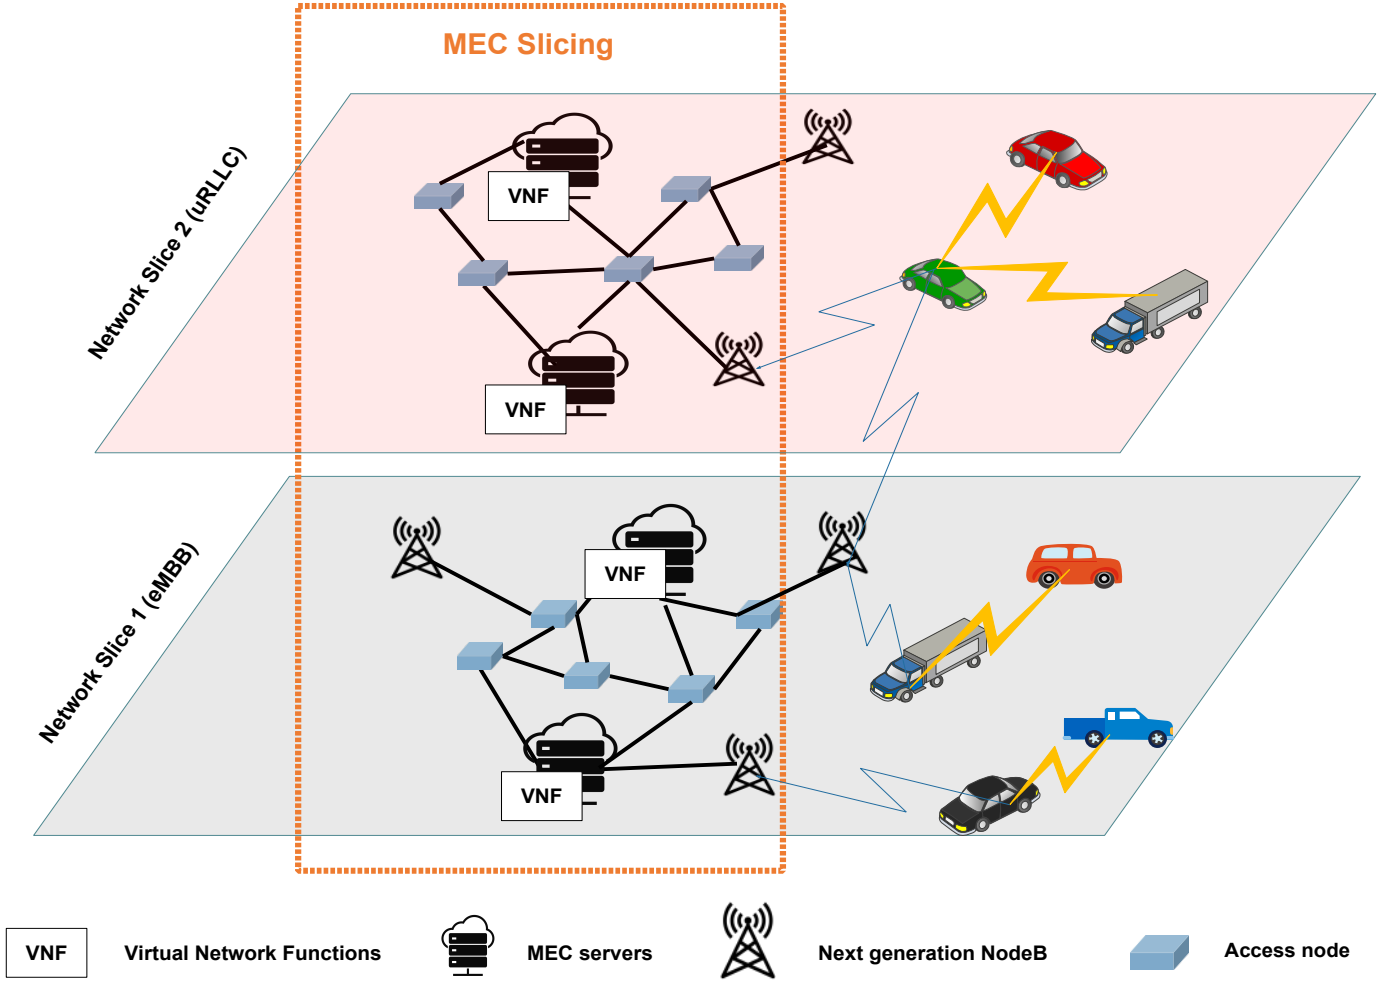 MEC Slicing
Network Slice 2 (uRLLC)
VNF
VNF
Network Slice 1 (eMBB)
VNF
VNF
VNF
Virtual Network Functions
MEC servers
Next generation NodeB
Access node